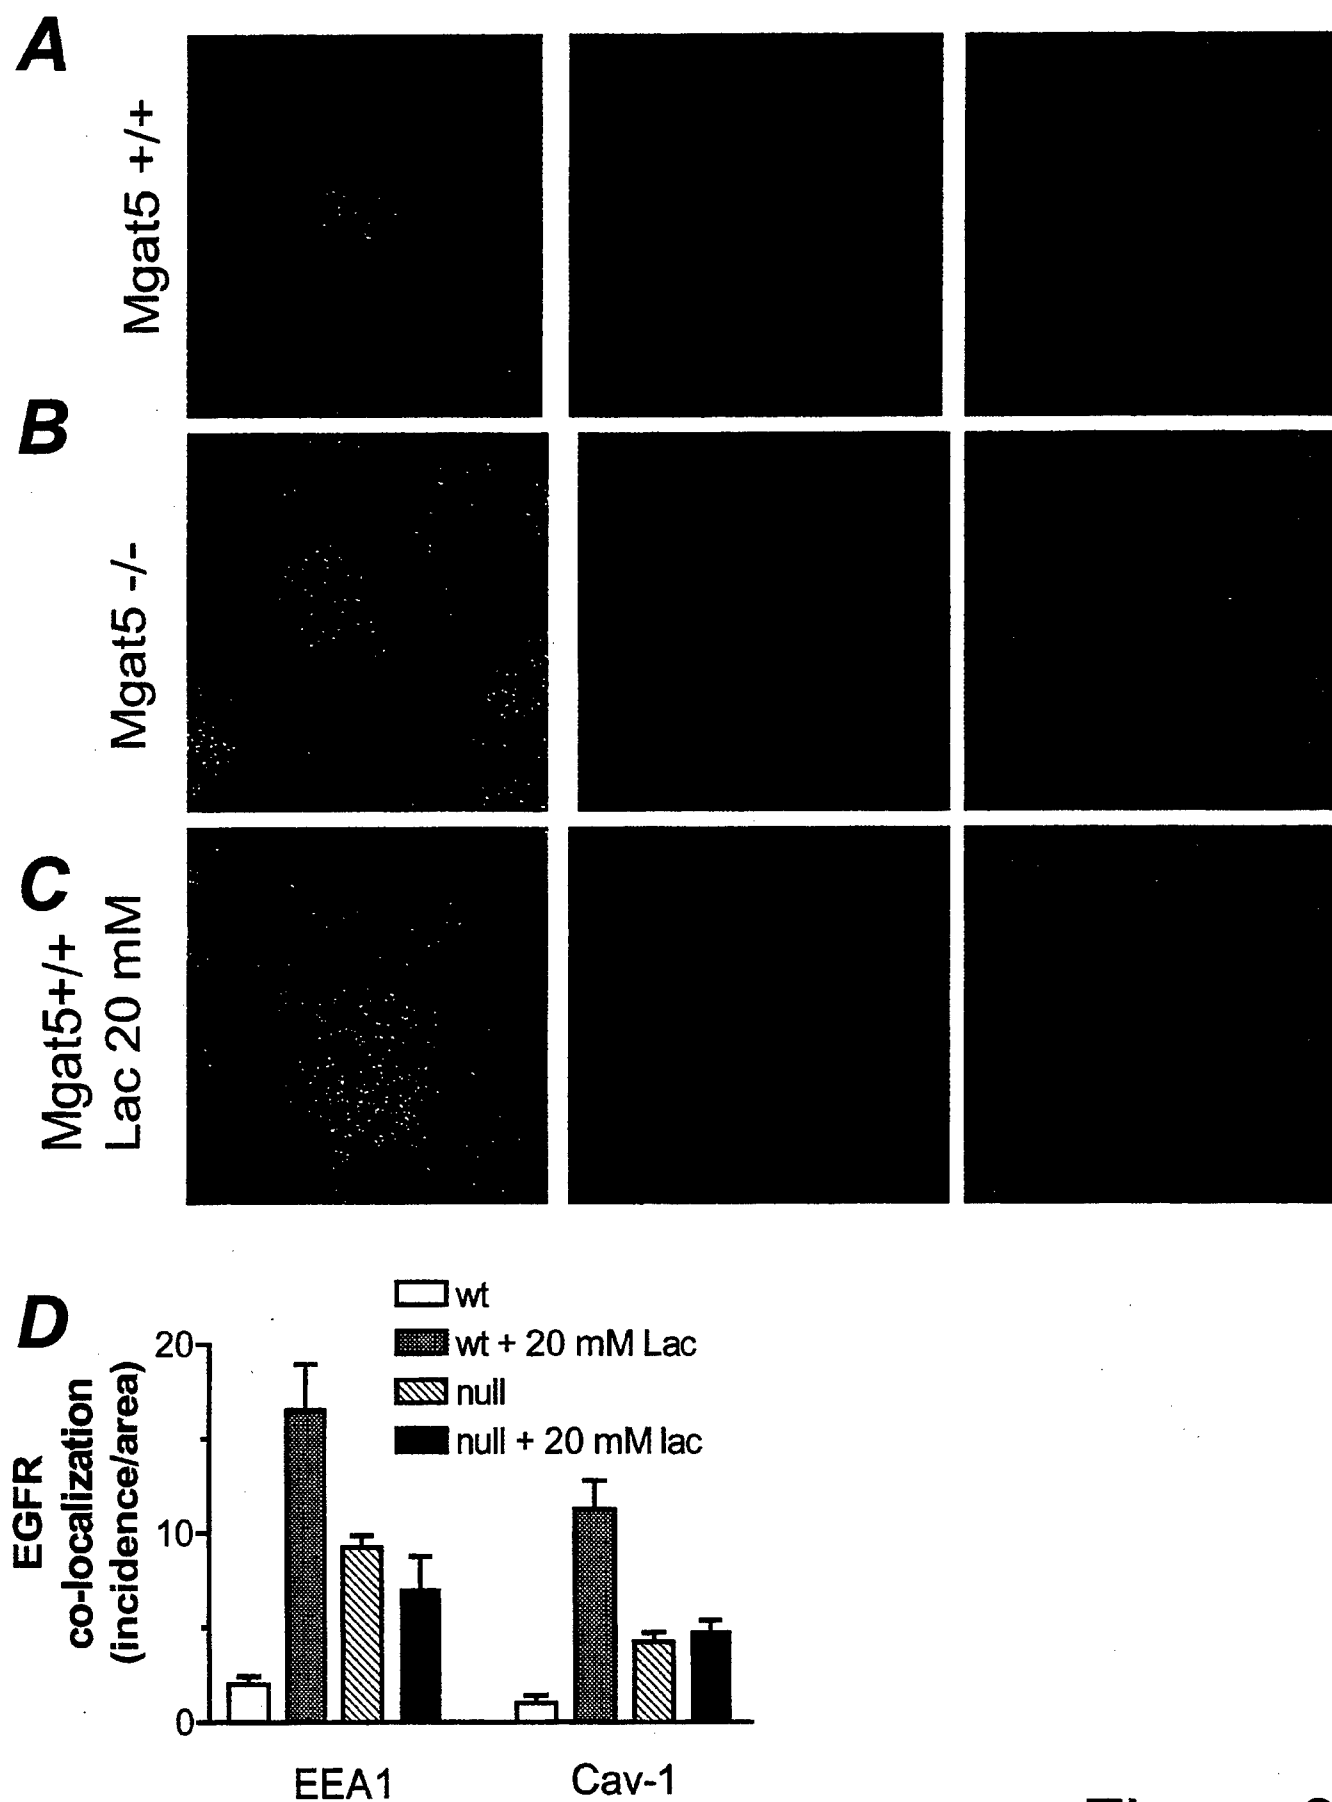 A
Mgat5 +/+
B
Mgat5 -/-
C
Mgat5+/+
Lac 20 mM
D
wt
wt + 20 mM Lac
null
null + 20 mM lac
EGFR
co-localization
(incidence/area)
20
10
0
EEA1
Cav-1